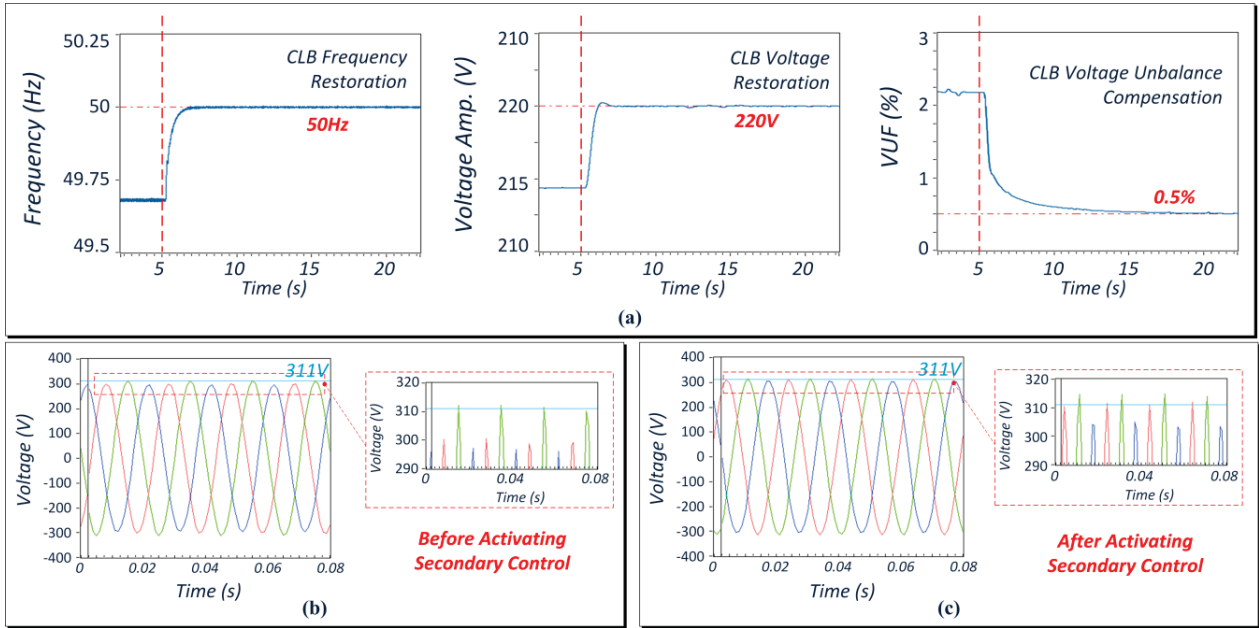 50.25
50
49.75
49.5
Frequency (Hz)
CLB Frequency
Restoration
50Hz
5
10
15
20
Time (s)
210
220
215
210
Voltage Amp. (V)
CLB Voltage
Restoration
220V
5
10
15
20
Time (s)
3
2
1
0
VUF (%)
CLB Voltage Unbalance
Compensation
0.5%
5
10
15
20
Time (s)
(a)
400
300
200
100
0
-100
-200
-300
-400
Voltage (V)
311V
0
0.02
0.04
0.06
0.08
Time (s)
320
310
300
290
Voltage (V)
0
0.04
0.08
Time (s)
Before Activating
Secondary Control
(b)
400
300
200
100
0
-100
-200
-300
-400
Voltage (V)
311V
0
0.02
0.04
0.06
0.08
Time (s)
320
310
300
290
Voltage (V)
0
0.04
0.08
Time (s)
After Activating
Secondary Control
(c)